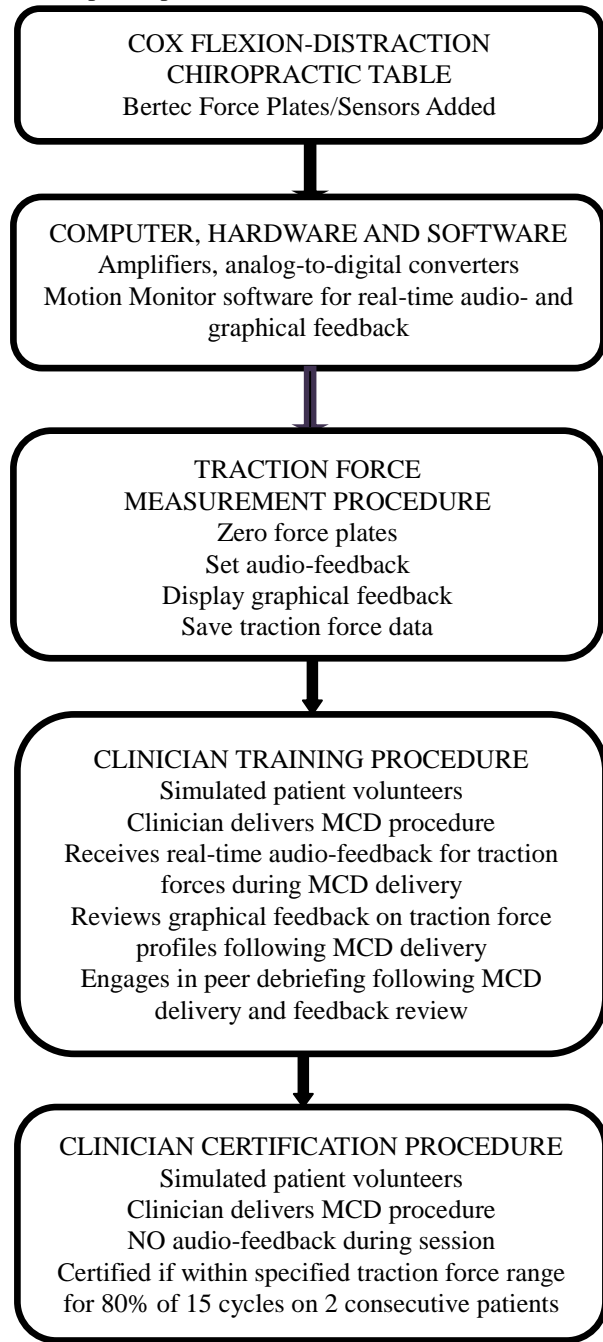 COX FLEXION-DISTRACTION
CHIROPRACTIC TABLE
Bertec Force Plates/Sensors Added
COMPUTER, HARDWARE AND SOFTWARE
Amplifiers, analog-to-digital converters
Motion Monitor software for real-time audio- and
graphical feedback
TRACTION FORCE
MEASUREMENT PROCEDURE
Zero force plates
Set audio-feedback
Display graphical feedback
Save traction force data
CLINICIAN TRAINING PROCEDURE
Simulated patient volunteers
Clinician delivers MCD procedure
Receives real-time audio-feedback for traction
forces during MCD delivery
Reviews graphical feedback on traction force
profiles following MCD delivery
Engages in peer debriefing following MCD
delivery and feedback review
CLINICIAN CERTIFICATION PROCEDURE
Simulated patient volunteers
Clinician delivers MCD procedure
NO audio-feedback during session
Certified if within specified traction force range
for 80% of 15 cycles on 2 consecutive patients